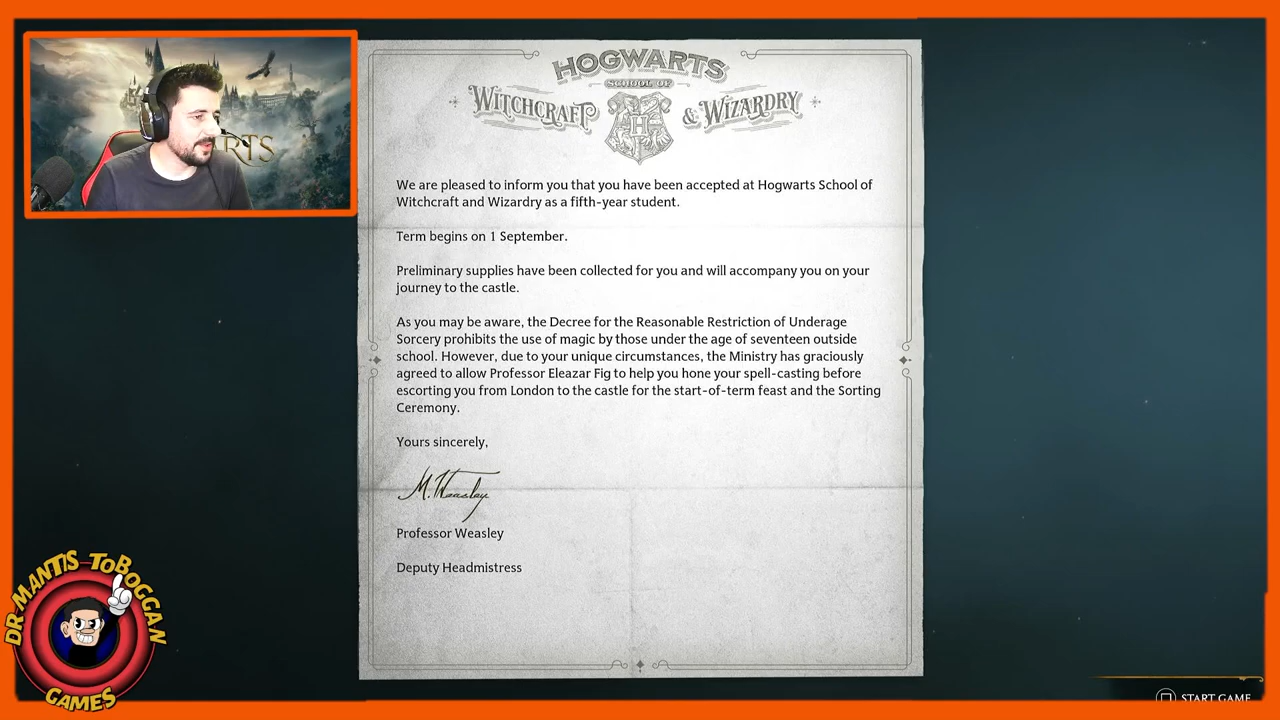 HOGWARTS
SCHOOL OF
WITCHCRAFT & WIZARDRY
H
We are pleased to inform you that you have been accepted at Hogwarts School of
Witchcraft and Wizardry as a fifth-year student.
Term begins on 1 September.
Preliminary supplies have been collected for you and will accompany you on your
journey to the castle.
As you may be aware, the Decree for the Reasonable Restriction of Underage
Sorcery prohibits the use of magic by those under the age of seventeen outside
school. However, due to your unique circumstances, the Ministry has graciously
agreed to allow Professor Eleazar Fig to help you hone your spell-casting before
escorting you from London to the castle for the start-of-term feast and the Sorting
Ceremony.
Yours sincerely,
M. Weasley
Professor Weasley
Deputy Headmistress
RTS
DR MANTIS TOBOGGAN
GAMES
START GAME